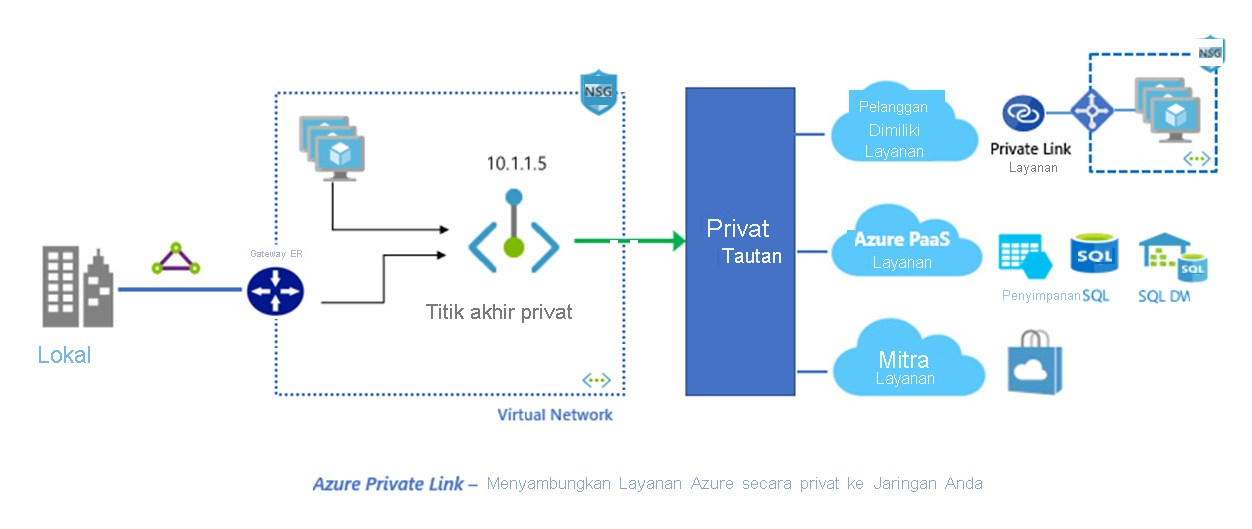 NSG
10.1.1.5
Gateway ER
Titik akhir privat
Lokal
Virtual Network
Privat
Tautan
Pelanggan
Dimiliki
Layanan
Private Link
Layanan
NSG
Azure PaaS
Layanan
SQL
Penyimpanan
SQL
SQL
SQL DW
Mitra
Layanan
Azure Private Link – Menyambungkan Layanan Azure secara privat ke Jaringan Anda